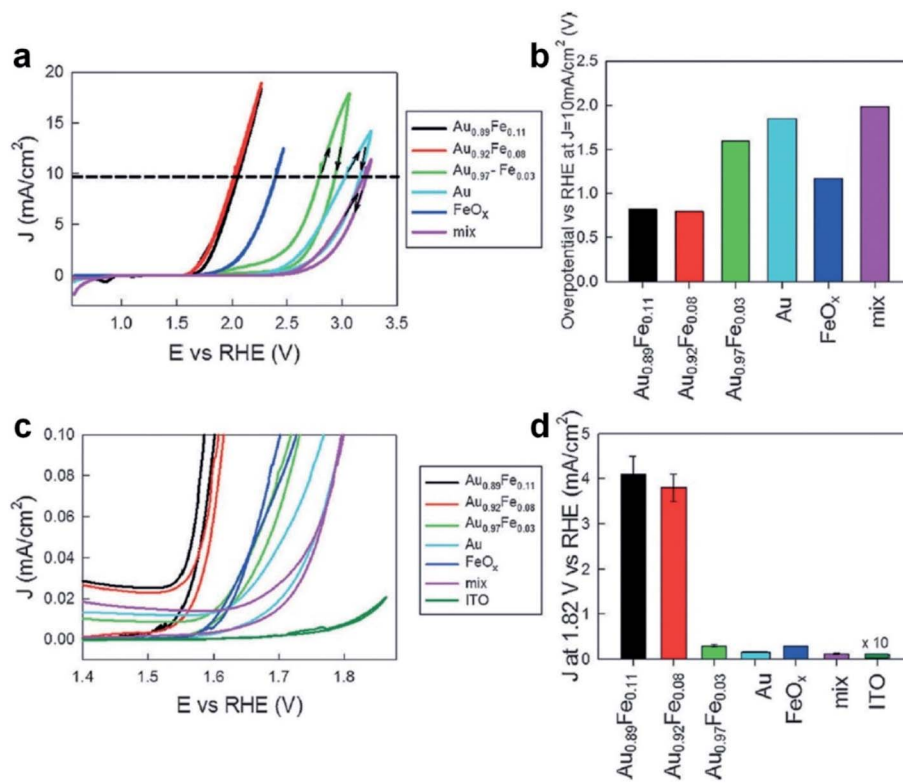 a
J (mA/cm²)
20
15
10
5
0
1.0 1.5 2.0 2.5 3.0 3.5
E vs RHE (V)
Au₀.₈₉Fe₀.₁₁
Au₀.₉₂Fe₀.₀₈
Au₀.₉₇-Fe₀.₀₃
Au
FeOₓ
mix
b
Overpotential vs RHE at J=10mA/cm² (V)
2.5
2.0
1.5
1.0
0.5
0.0
Au₀.₈₉Fe₀.₁₁
Au₀.₉₂Fe₀.₀₈
Au₀.₉₇Fe₀.₀₃
Au
FeOₓ
mix
c
J (mA/cm²)
0.10
0.08
0.06
0.04
0.02
0.00
1.4 1.5 1.6 1.7 1.8
E vs RHE (V)
Au₀.₈₉Fe₀.₁₁
Au₀.₉₂Fe₀.₀₈
Au₀.₉₇Fe₀.₀₃
Au
FeOₓ
mix
ITO
d
J at 1.82 V vs RHE (mA/cm²)
5
4
3
2
1
0
x 10
Au₀.₈₉Fe₀.₁₁
Au₀.₉₂Fe₀.₀₈
Au₀.₉₇Fe₀.₀₃
Au
FeOₓ
mix
ITO